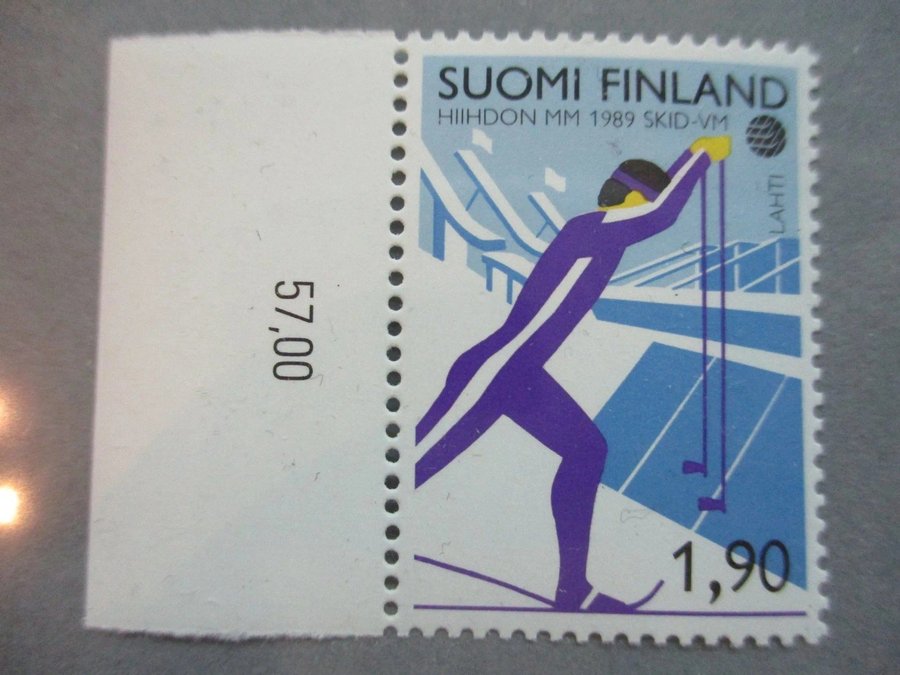 SUOMI FINLAND
HIIHDON MM 1989 SKID-VM
LAHTI
57,00
1,90